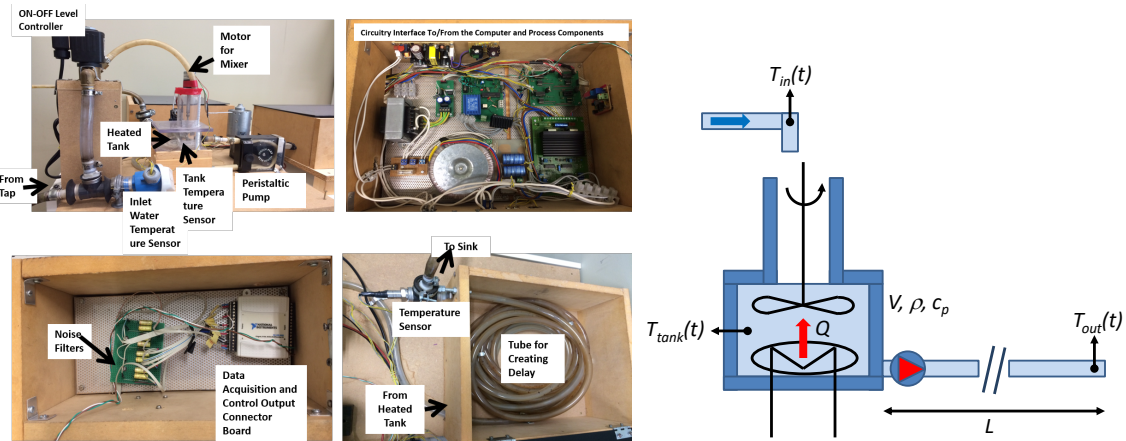 ON-OFF Level
Controller
Motor
for
Mixer
Heated
Tank
From
Tap
Inlet
Water
Temperat
ure Sensor
Tank
Tempera
ture
Sensor
Peristaltic
Pump
Circuitry Interface To/From the Computer and Process Components
Noise
Filters
Data
Acquisition and
Control Output
Connector
Board
To Sink
Temperature
Sensor
Tube for
Creating
Delay
From
Heated
Tank
T_in(t)
V, ρ, c_p
T_tank(t)
Q
T_out(t)
L